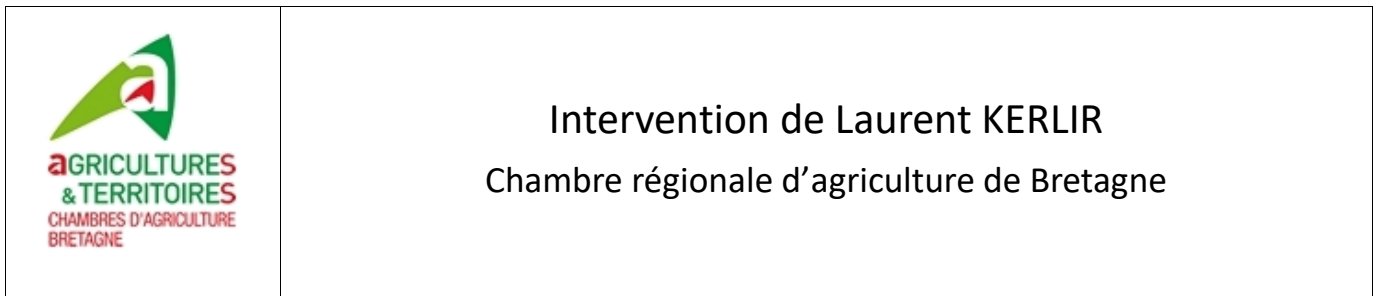 a
aGRICULTURES
& TERRITOIRES
CHAMBRES D'AGRICULTURE
BRETAGNE
Intervention de Laurent KERLIR
Chambre régionale d’agriculture de Bretagne